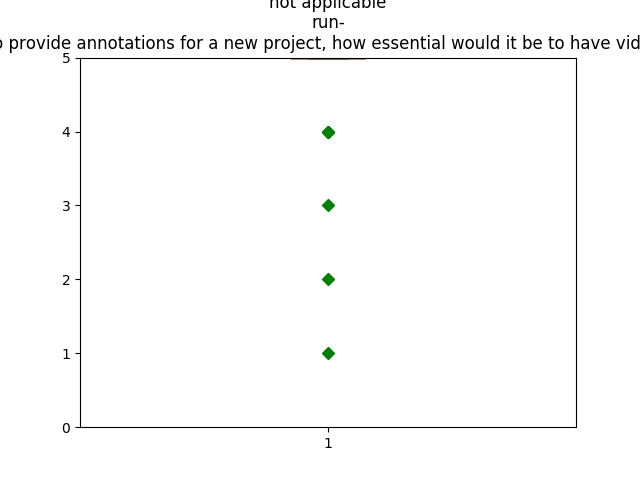 not applicable
run-
provide annotations for a new project, how essential would it be to have
5
4
3
2
1
0
1